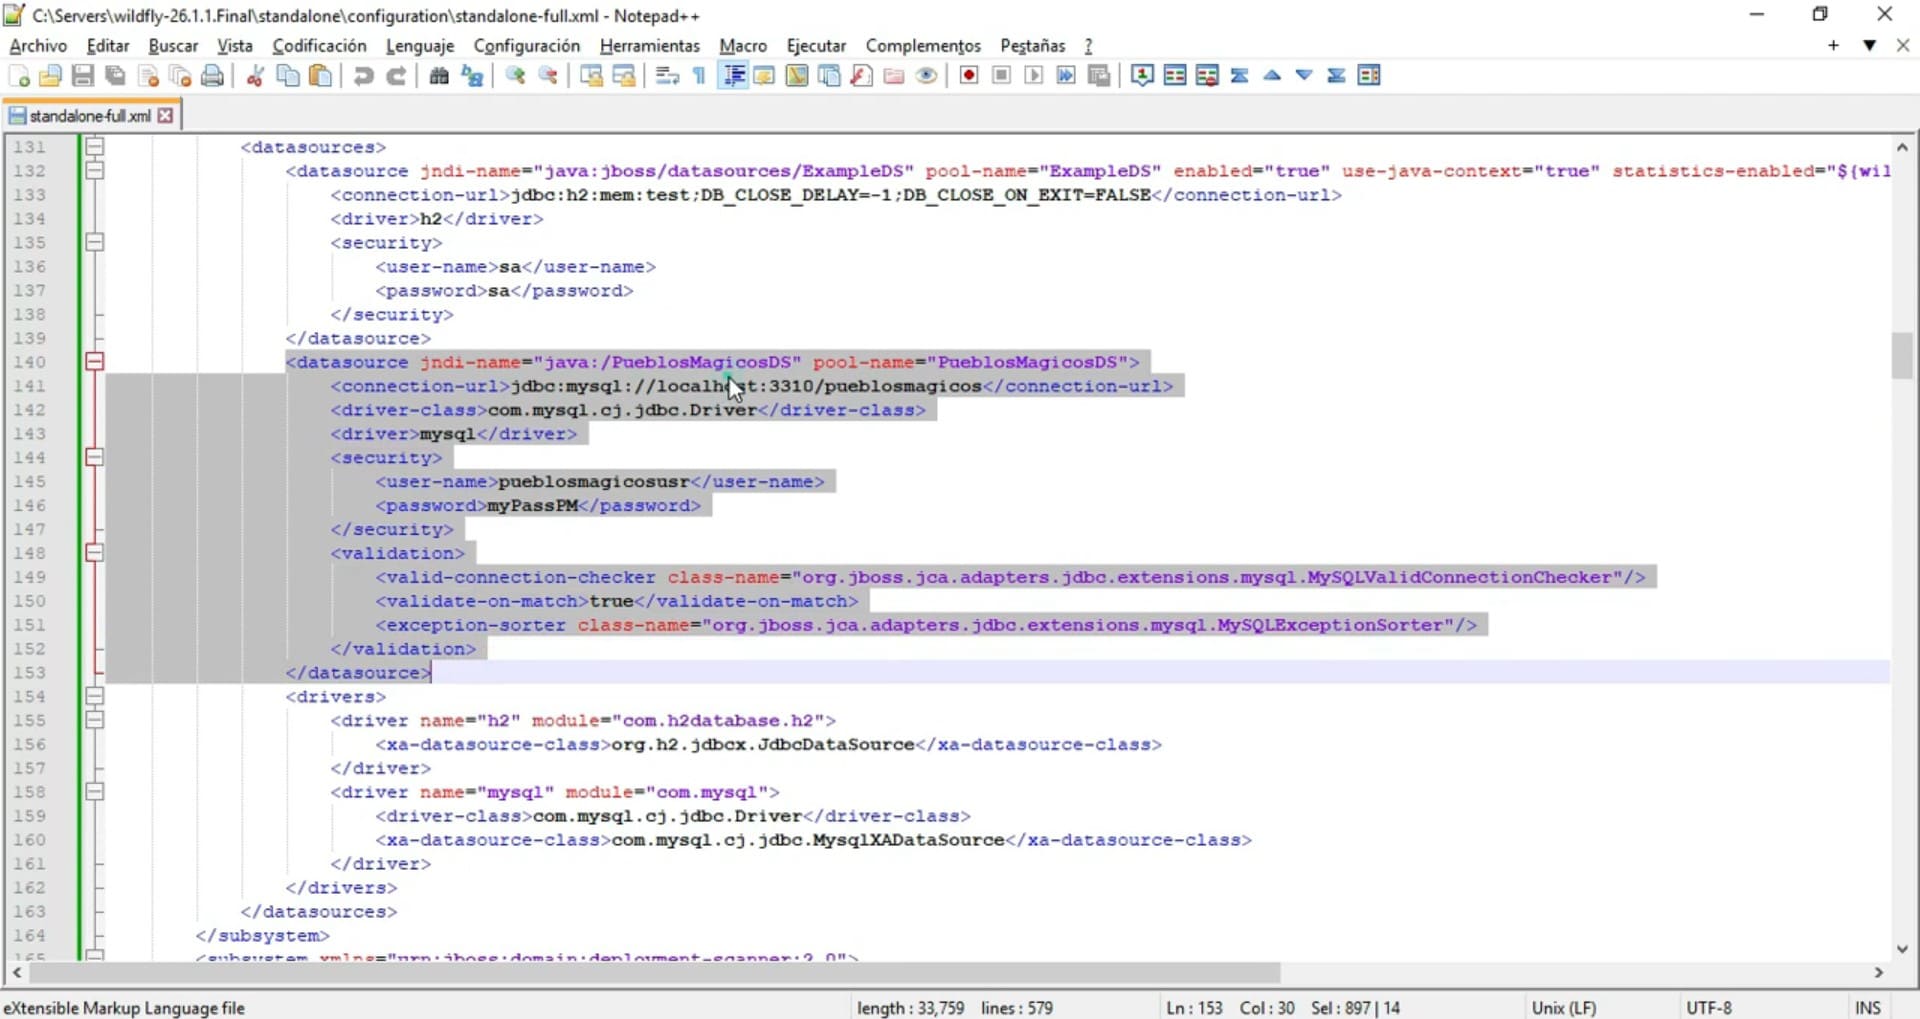 C:\Servers\wildfly-26.1.1.Final\standalone\configuration\standalone-full.xml - Notepad++
Archivo Editar Buscar Vista Codificación Lenguaje Configuración Herramientas Macro Ejecutar Complementos Pestañas ?
standalone-full.xml
131 <datasources>
132 <datasource jndi-name="java:jboss/datasources/ExampleDS" pool-name="ExampleDS" enabled="true" use-java-context="true" statistics-enabled="${wil
133 <connection-url>jdbc:h2:mem:test;DB_CLOSE_DELAY=-1;DB_CLOSE_ON_EXIT=FALSE</connection-url>
134 <driver>h2</driver>
135 <security>
136 <user-name>sa</user-name>
137 <password>sa</password>
138 </security>
139 </datasource>
140 <datasource jndi-name="java:/PueblosMagicosDS" pool-name="PueblosMagicosDS">
141 <connection-url>jdbc:mysql://localhost:3310/pueblosmagicos</connection-url>
142 <driver-class>com.mysql.cj.jdbc.Driver</driver-class>
143 <driver>mysql</driver>
144 <security>
145 <user-name>pueblosmagicosusr</user-name>
146 <password>myPassPM</password>
147 </security>
148 <validation>
149 <valid-connection-checker class-name="org.jboss.jca.adapters.jdbc.extensions.mysql.MySQLValidConnectionChecker"/>
150 <validate-on-match>true</validate-on-match>
151 <exception-sorter class-name="org.jboss.jca.adapters.jdbc.extensions.mysql.MySQLExceptionSorter"/>
152 </validation>
153 </datasource>
154 <drivers>
155 <driver name="h2" module="com.h2database.h2">
156 <xa-datasource-class>org.h2.jdbcx.JdbcDataSource</xa-datasource-class>
157 </driver>
158 <driver name="mysql" module="com.mysql">
159 <driver-class>com.mysql.cj.jdbc.Driver</driver-class>
160 <xa-datasource-class>com.mysql.cj.jdbc.MysqlXADataSource</xa-datasource-class>
161 </driver>
162 </drivers>
163 </datasources>
164 </subsystem>
165 <subsystem xmlns="urn:jboss:domain:deployment-scanner:2.0">
eXtensible Markup Language file length : 33,759 lines : 579 Ln : 153 Col : 30 Sel : 897 | 14 Unix (LF) UTF-8 INS